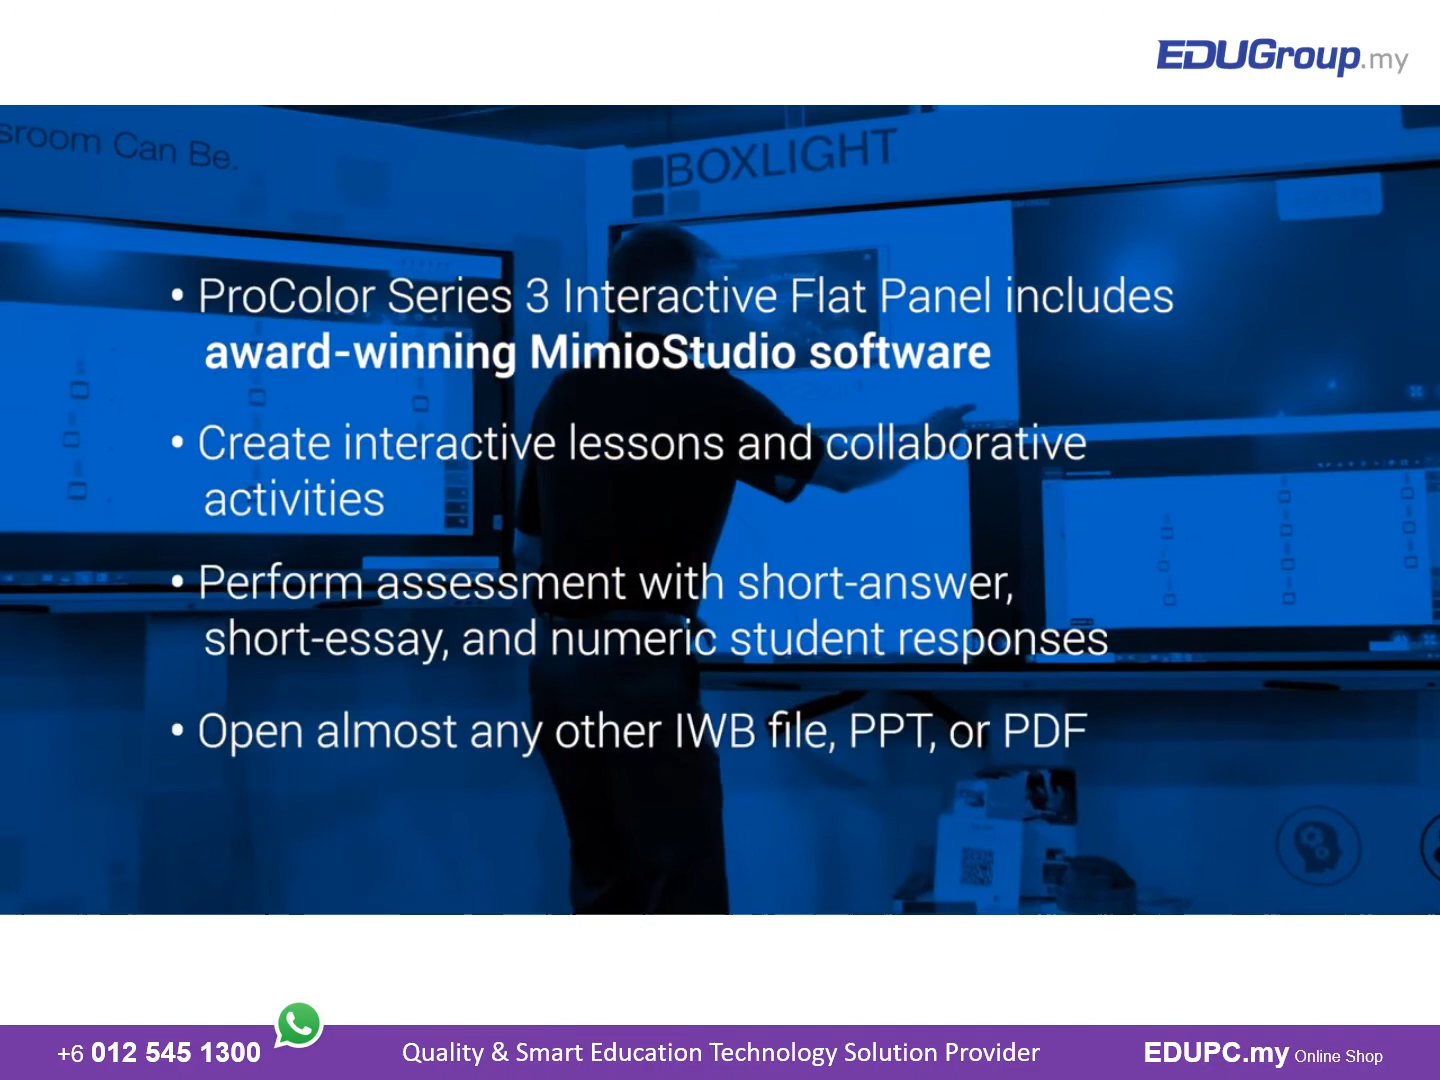 EDUGroup.my
sroom Can Be.
BOXLIGHT
• ProColor Series 3 Interactive Flat Panel includes
award-winning MimioStudio software
• Create interactive lessons and collaborative
activities
• Perform assessment with short-answer,
short-essay, and numeric student responses
• Open almost any other IWB file, PPT, or PDF
+6 012 545 1300
Quality & Smart Education Technology Solution Provider
EDUPC.my Online Shop